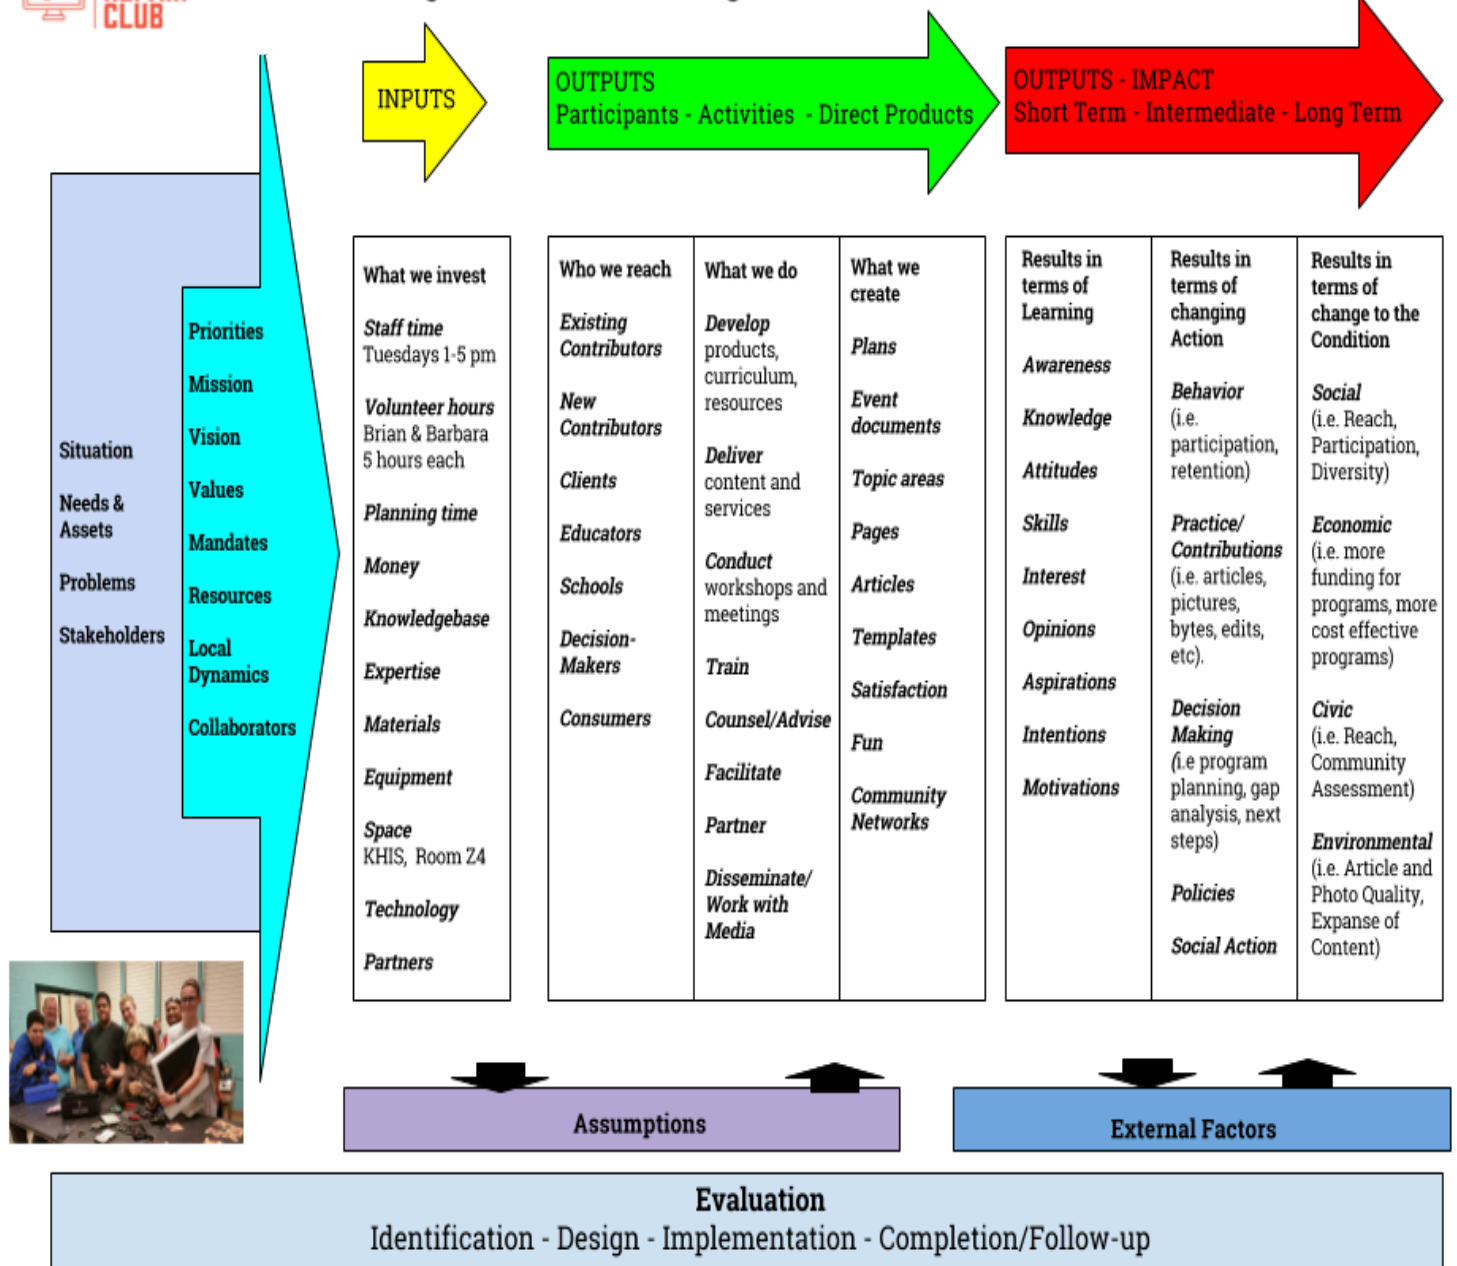 CLUB
INPUTS
OUTPUTS
Participants - Activities - Direct Products
OUTPUTS - IMPACT
Short Term - Intermediate - Long Term
Situation
Needs &
Assets
Problems
Stakeholders
Priorities
Mission
Vision
Values
Mandates
Resources
Local
Dynamics
Collaborators
What we invest
Staff time
Tuesdays 1-5 pm
Volunteer hours
Brian & Barbara
5 hours each
Planning time
Money
Knowledgebase
Expertise
Materials
Equipment
Space
KHIS, Room Z4
Technology
Partners
Who we reach
Existing
Contributors
New
Contributors
Clients
Educators
Schools
Decision-
Makers
Consumers
What we do
Develop
products,
curriculum,
resources
Deliver
content and
services
Conduct
workshops and
meetings
Train
Counsel/Advise
Facilitate
Partner
Disseminate/
Work with
Media
What we
create
Plans
Event
documents
Topic areas
Pages
Articles
Templates
Satisfaction
Fun
Community
Networks
Results in
terms of
Learning
Awareness
Knowledge
Attitudes
Skills
Interest
Opinions
Aspirations
Intentions
Motivations
Results in
terms of
changing
Action
Behavior
(i.e.
participation,
retention)
Practice/
Contributions
(i.e. articles,
pictures,
bytes, edits,
etc).
Decision
Making
(i.e program
planning, gap
analysis, next
steps)
Policies
Social Action
Results in
terms of
change to the
Condition
Social
(i.e. Reach,
Participation,
Diversity)
Economic
(i.e. more
funding for
programs, more
cost effective
programs)
Civic
(i.e. Reach,
Community
Assessment)
Environmental
(i.e. Article and
Photo Quality,
Expanse of
Content)
Assumptions
External Factors
Evaluation
Identification - Design - Implementation - Completion/Follow-up